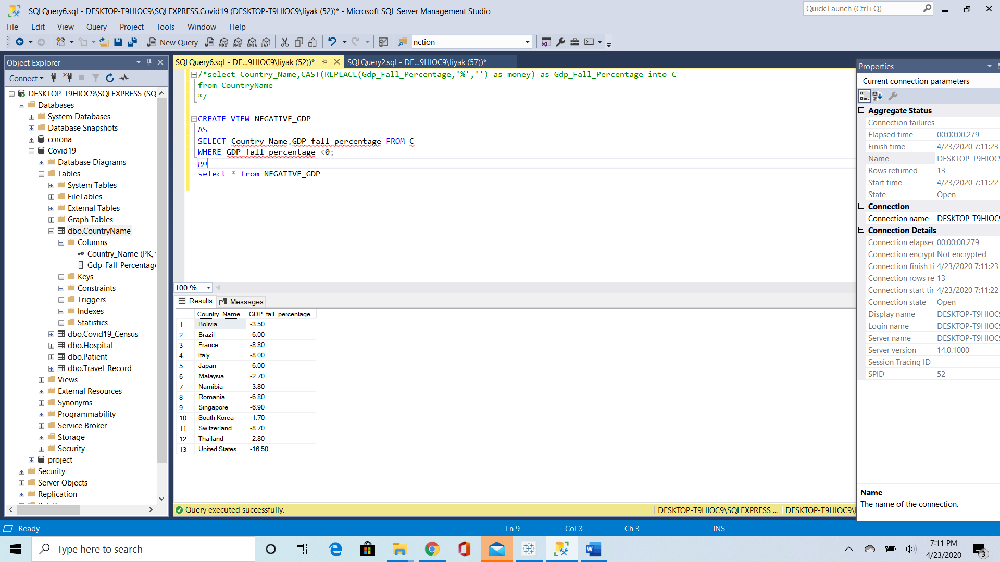 SQLQuery6.sql - DESKTOP-T9HIOC9\SQLEXPRESS.Covid19 (DESKTOP-T9HIOC9\liyak (52))* - Microsoft SQL Server Management Studio
Quick Launch (Ctrl+Q)
File Edit View Query Project Tools Window Help
New Query MDX DMX XMLA DAX nction
Object Explorer
Connect
DESKTOP-T9HIOC9\SQLEXPRESS (SQ
Databases
System Databases
Database Snapshots
corona
Covid19
Database Diagrams
Tables
System Tables
FileTables
External Tables
Graph Tables
dbo.CountryName
Columns
Country_Name (PK,
Gdp_Fall_Percentage
Keys
Constraints
Triggers
Indexes
Statistics
dbo.Covid19_Census
dbo.Hospital
dbo.Patient
dbo.Travel_Record
Views
External Resources
Synonyms
Programmability
Service Broker
Storage
Security
project
Security
Server Objects
Replication
SQLQuery6.sql - DE...9HIOC9\liyak (52))* SQLQuery2.sql - DE...9HIOC9\liyak (57))*
/*select Country_Name,CAST(REPLACE(Gdp_Fall_Percentage,'%','') as money) as Gdp_Fall_Percentage into C
from CountryName
*/
CREATE VIEW NEGATIVE_GDP
AS
SELECT Country_Name,GDP_fall_percentage FROM C
WHERE GDP_fall_percentage <0;
go
select * from NEGATIVE_GDP
100 %
Results Messages
Country_Name GDP_fall_percentage
1 Bolivia -3.50
2 Brazil -6.00
3 France -8.80
4 Italy -8.00
5 Japan -6.00
6 Malaysia -2.70
7 Namibia -3.80
8 Romania -6.80
9 Singapore -6.90
10 South Korea -1.70
11 Switzerland -8.70
12 Thailand -2.80
13 United States -16.50
Query executed successfully. DESKTOP-T9HIOC9\SQLEXPRESS ... DESKTOP-T9HIOC9\l
Properties
Current connection parameters
Aggregate Status
Connection failures
Elapsed time 00:00:00.279
Finish time 4/23/2020 7:11:23
Name DESKTOP-T9HIOC9
Rows returned 13
Start time 4/23/2020 7:11:22
State Open
Connection
Connection name DESKTOP-T9HIOC9
Connection Details
Connection elapsed 00:00:00.279
Connection encrypt Not encrypted
Connection finish ti 4/23/2020 7:11:23
Connection rows re 13
Connection start tir 4/23/2020 7:11:22
Connection state Open
Display name DESKTOP-T9HIOC9
Login name DESKTOP-T9HIOC9
Server name DESKTOP-T9HIOC9
Server version 14.0.1000
Session Tracing ID
SPID 52
Name
The name of the connection.
Ready Ln 9 Col 3 Ch 3 INS
Type here to search
7:11 PM
4/23/2020
3